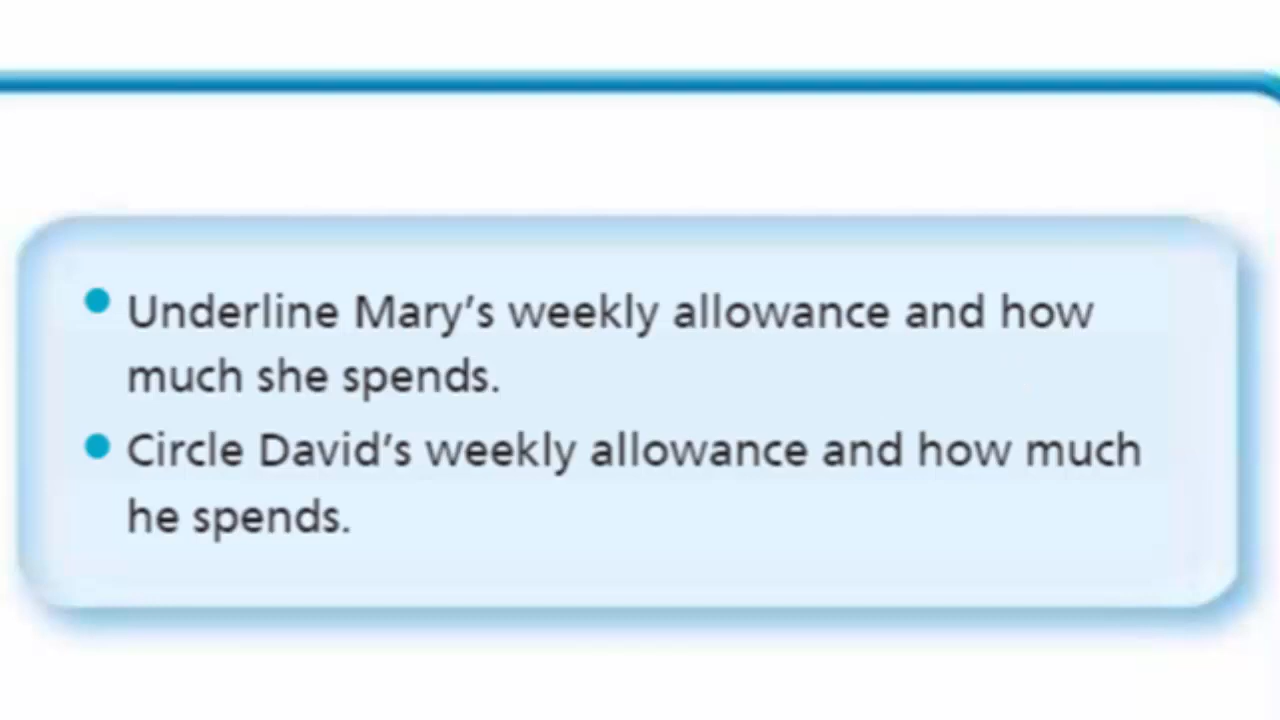 Underline Mary's weekly allowance and how
much she spends.
Circle David's weekly allowance and how much
he spends.